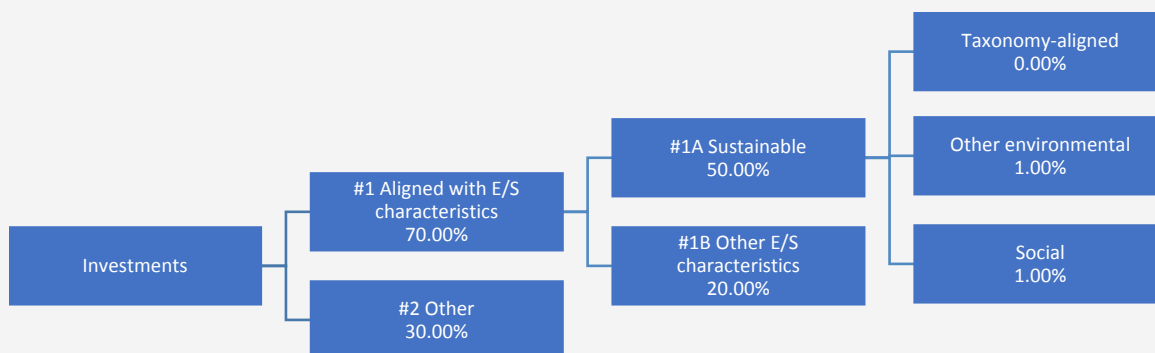 Investments
#1 Aligned with E/S
characteristics
70.00%
#2 Other
30.00%
#1A Sustainable
50.00%
#1B Other E/S
characteristics
20.00%
Taxonomy-aligned
0.00%
Other environmental
1.00%
Social
1.00%